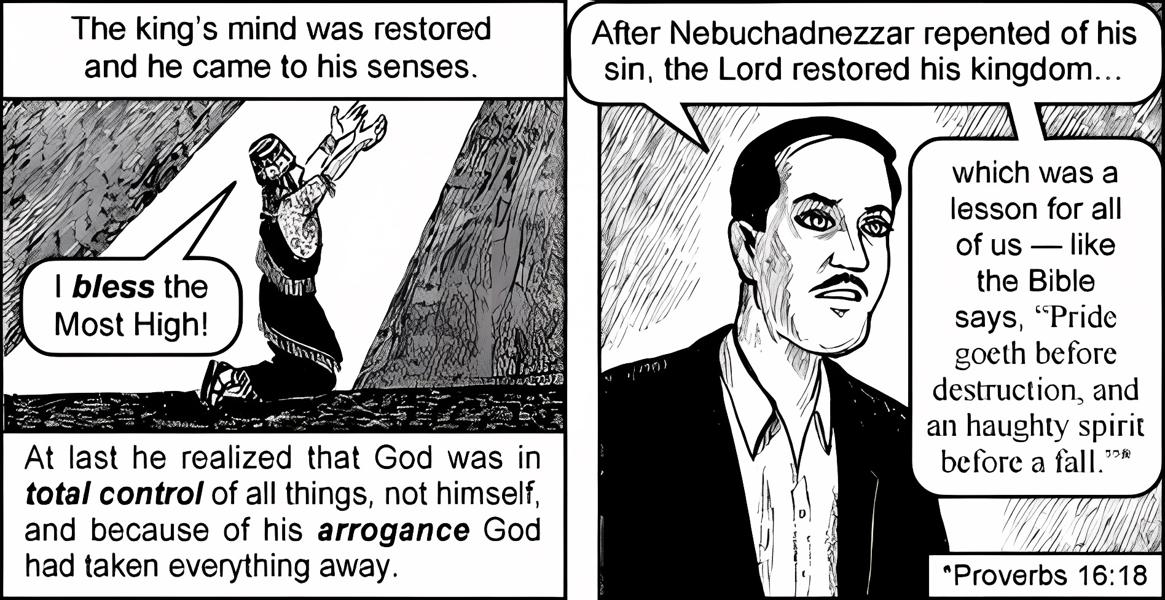 The king's mind was restored
and he came to his senses.
I bless the
Most High!
At last he realized that God was in
total control of all things, not himself,
and because of his arrogance God
had taken everything away.
After Nebuchadnezzar repented of his
sin, the Lord restored his kingdom...
which was a
lesson for all
of us — like
the Bible
says, “Pride
goeth before
destruction, and
an haughty spirit
before a fall.”*
*Proverbs 16:18